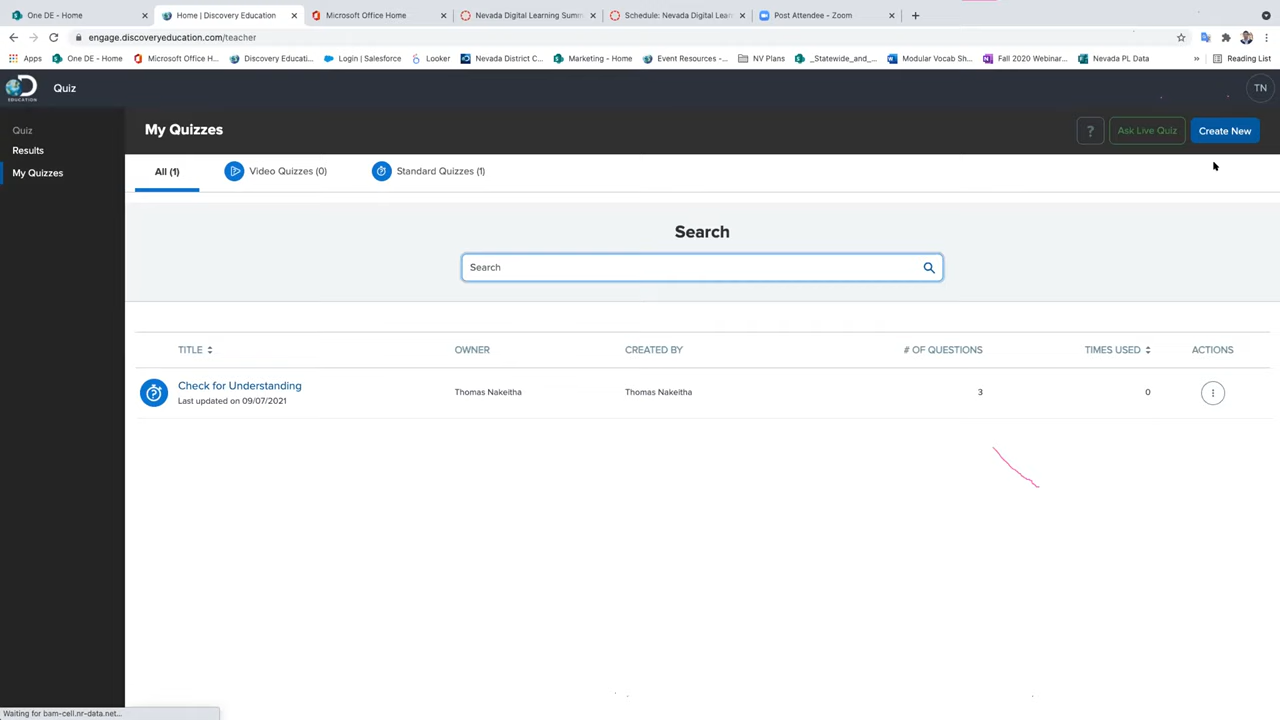 One DE - Home
Home | Discovery Education
Microsoft Office Home
Nevada Digital Learning Summ
Schedule: Nevada Digital Lear
Post Attendee - Zoom
engage.discoveryeducation.com/teacher
Apps
One DE - Home
Microsoft Office H...
Discovery Educati...
Login | Salesforce
Looker
Nevada District C...
Marketing - Home
Event Resources -...
NV Plans
_Statewide_and_...
Modular Vocab Sh...
Fall 2020 Webinar...
Nevada PL Data
»
Reading List
EDUCATION
Quiz
TN
Quiz
Results
My Quizzes
My Quizzes
?
Ask Live Quiz
Create New
All (1)
Video Quizzes (0)
Standard Quizzes (1)
Search
Search
TITLE
OWNER
CREATED BY
# OF QUESTIONS
TIMES USED
ACTIONS
Check for Understanding
Last updated on 09/07/2021
Thomas Nakeitha
Thomas Nakeitha
3
0
Waiting for bam-cell.nr-data.net...